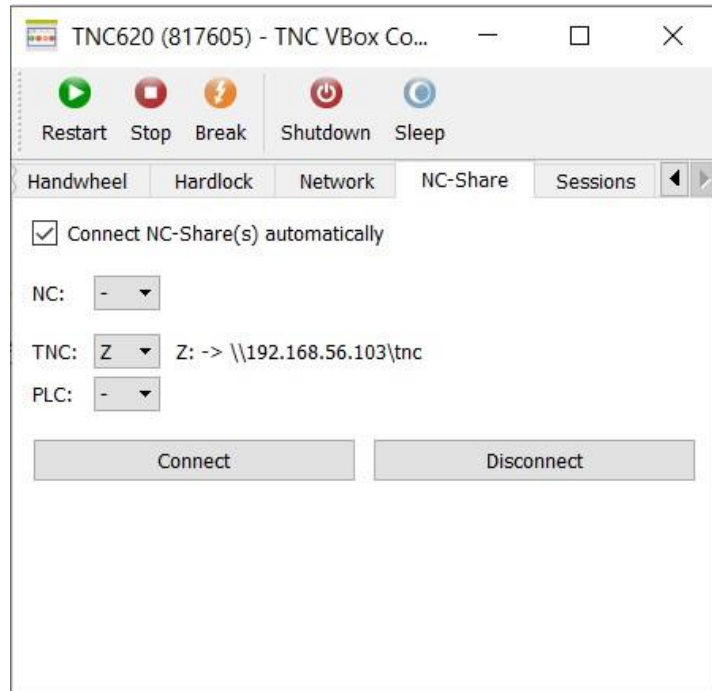 TNC620 (817605) - TNC VBox Co...
Restart Stop Break Shutdown Sleep
Handwheel Hardlock Network NC-Share Sessions
Connect NC-Share(s) automatically
NC: -
TNC: Z Z: -> \\192.168.56.103\tnc
PLC: -
Connect Disconnect